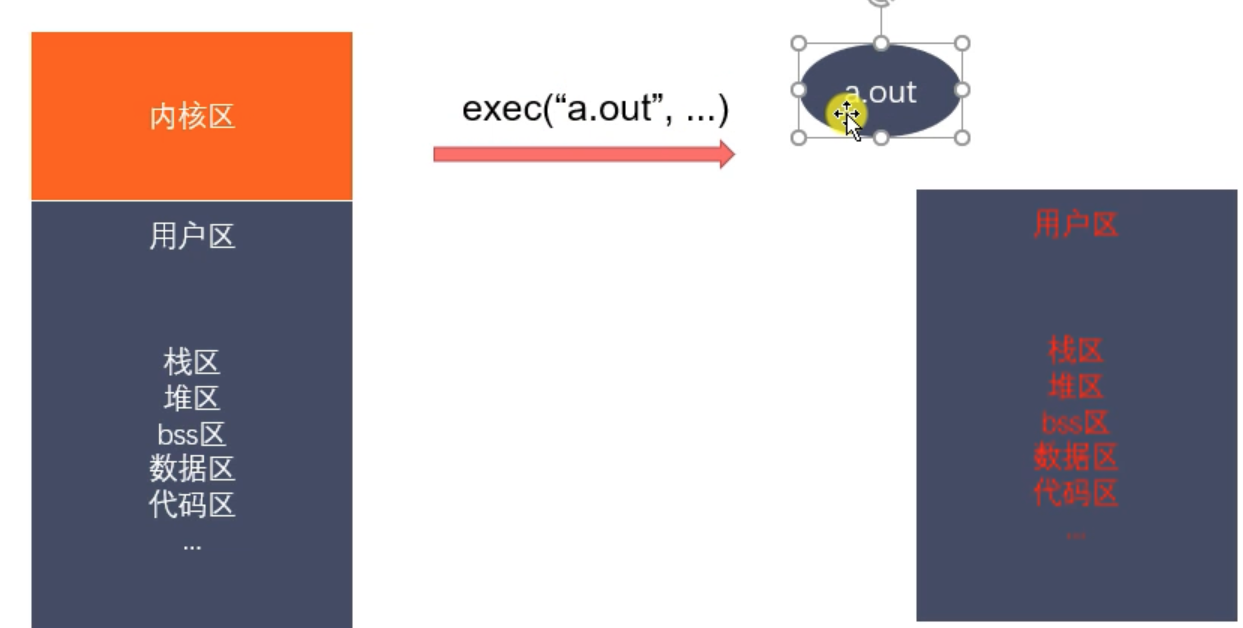 内核区
用户区
栈区
堆区
bss区
数据区
代码区
...
exec(“a.out”, ...)
a.out
用户区
栈区
堆区
bss区
数据区
代码区
...